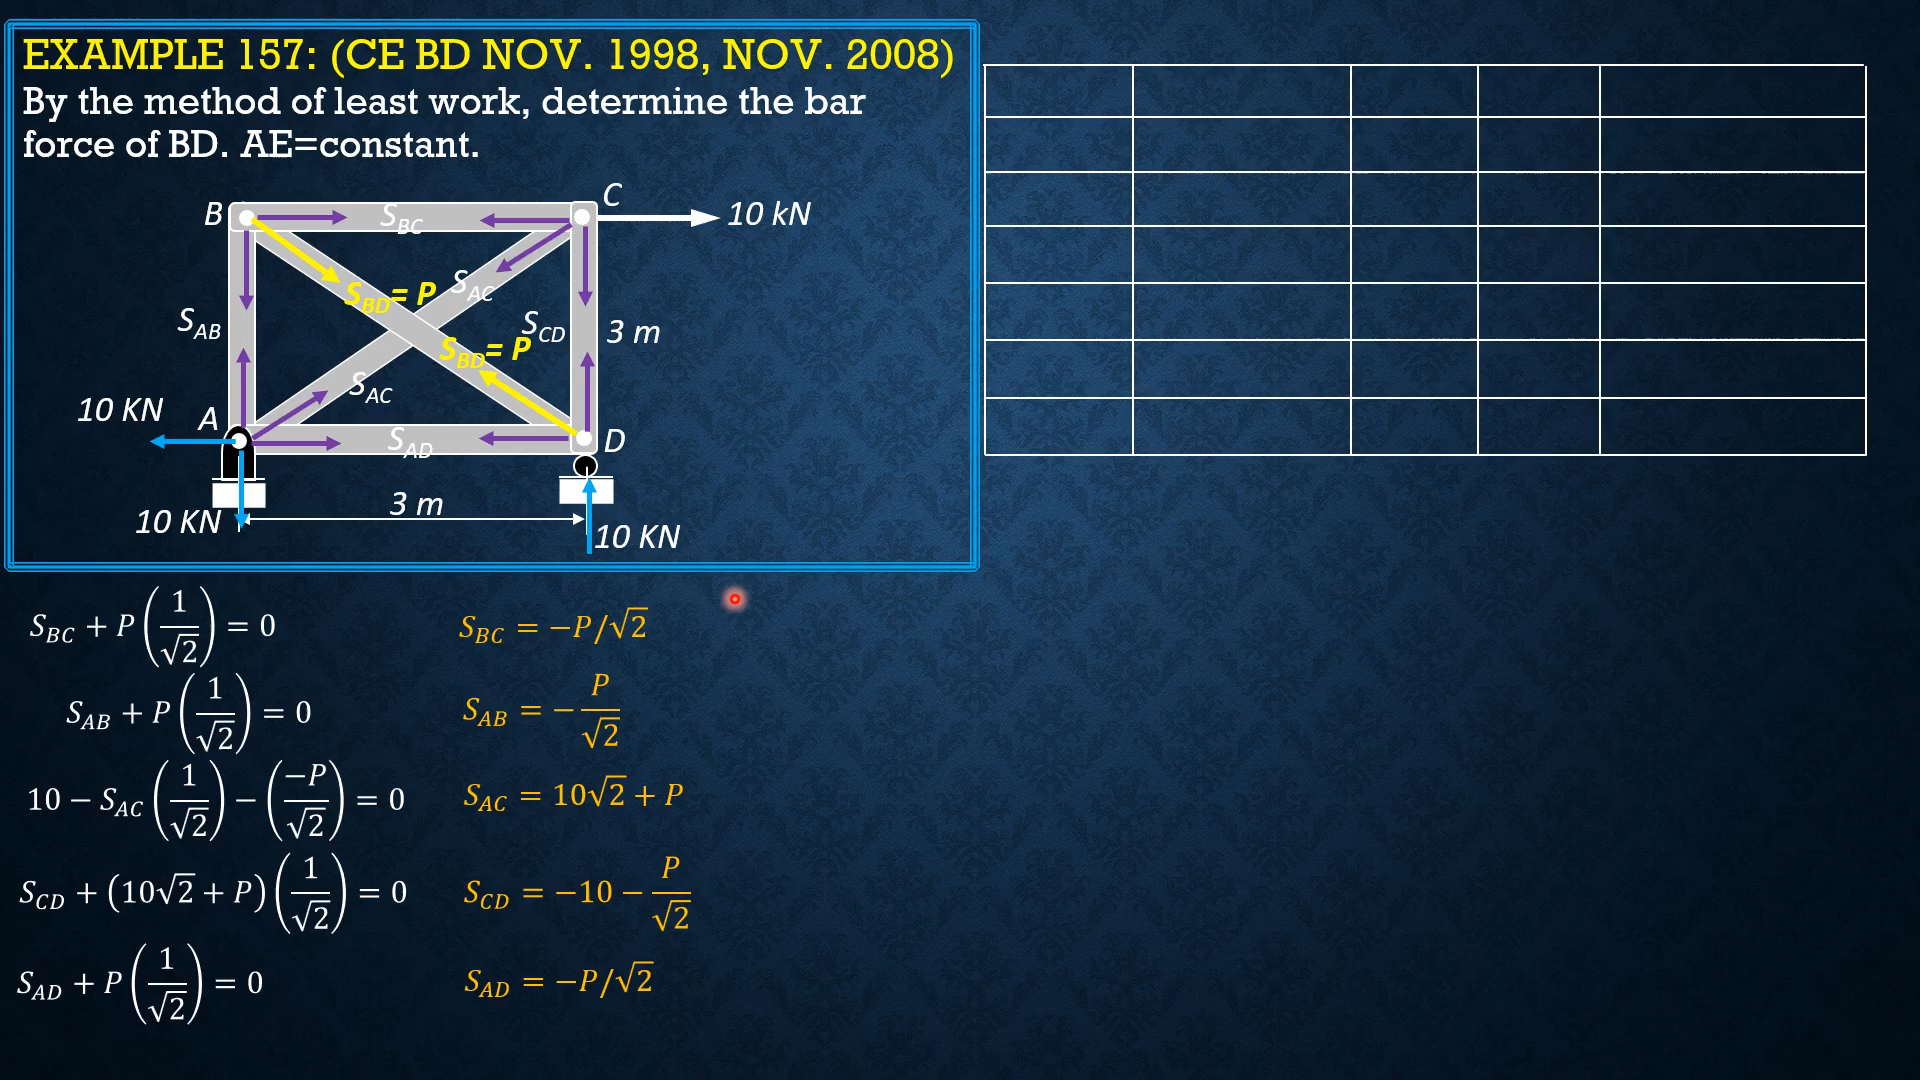 EXAMPLE 157: (CE BD NOV. 1998, NOV. 2008)
By the method of least work, determine the bar
force of BD. AE=constant.
B
C
10 kN
S_BC
S_BD= P
S_AC
S_AB
S_CD
3 m
S_BD= P
S_AC
10 KN
A
S_AD
D
3 m
10 KN
10 KN
S_BC + P(1/√2) = 0
S_BC = −P/√2
S_AB + P(1/√2) = 0
S_AB = −P/√2
10 − S_AC(1/√2) − (−P/√2) = 0
S_AC = 10√2 + P
S_CD + (10√2 + P)(1/√2) = 0
S_CD = −10 − P/√2
S_AD + P(1/√2) = 0
S_AD = −P/√2